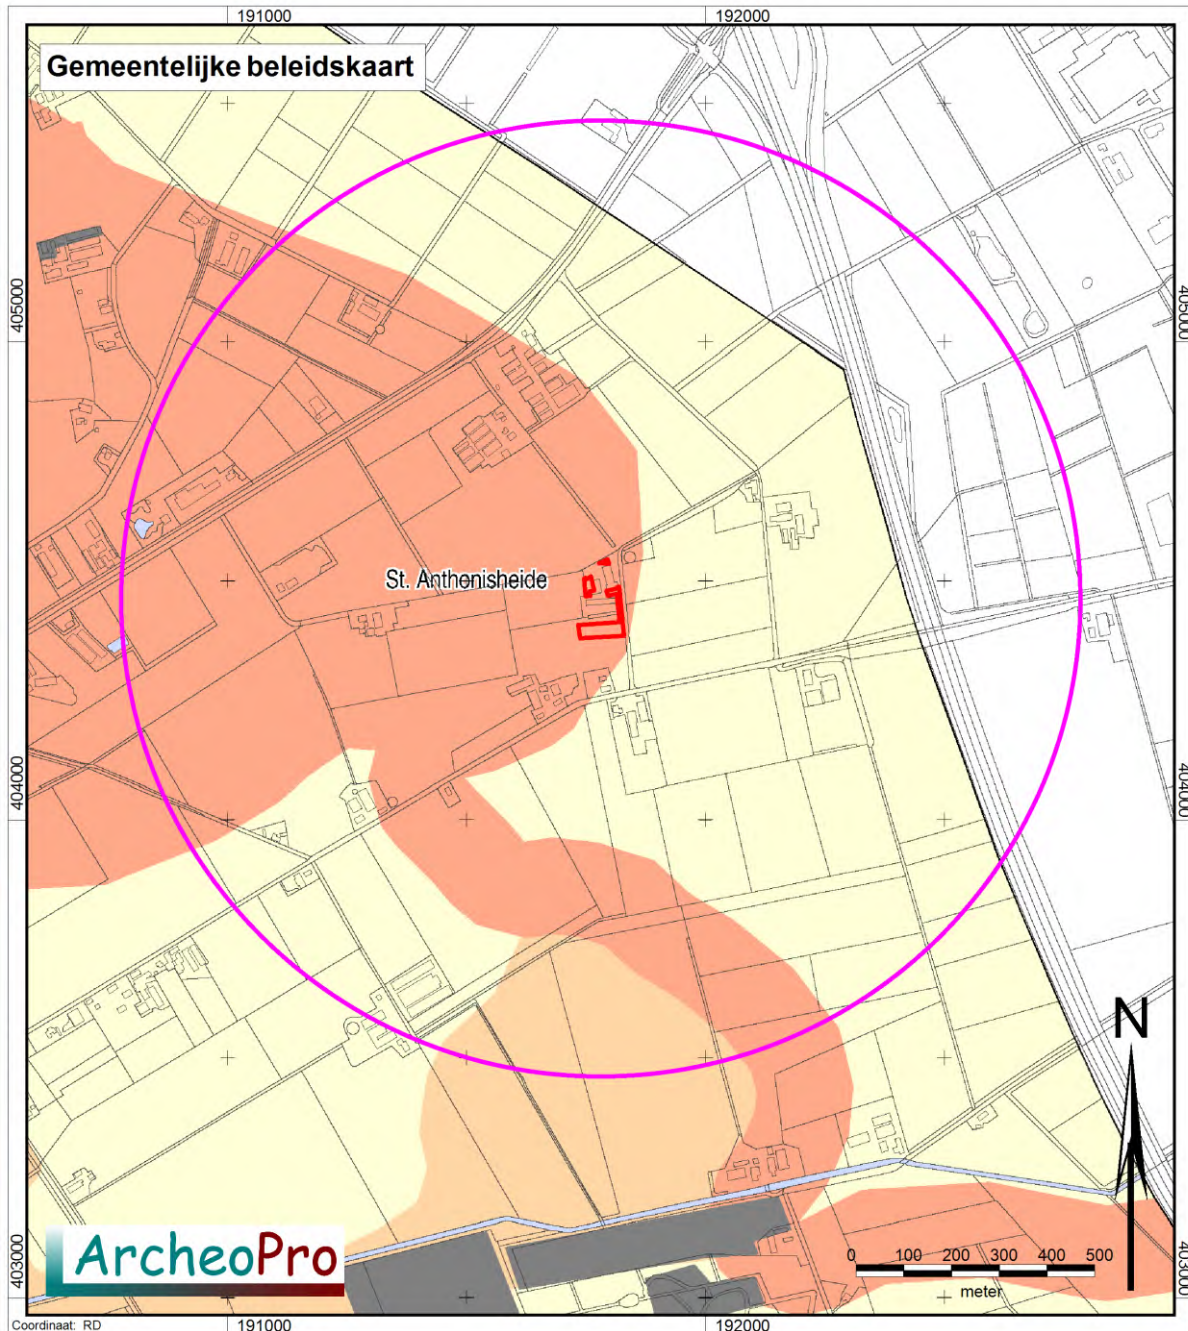 191000 192000
Gemeentelijke beleidskaart
405000 405000
St. Anthonisheide
404000 404000
N
ArcheoPro
403000 403000
0 100 200 300 400 500
meter
Coordinaat: RD
191000 192000